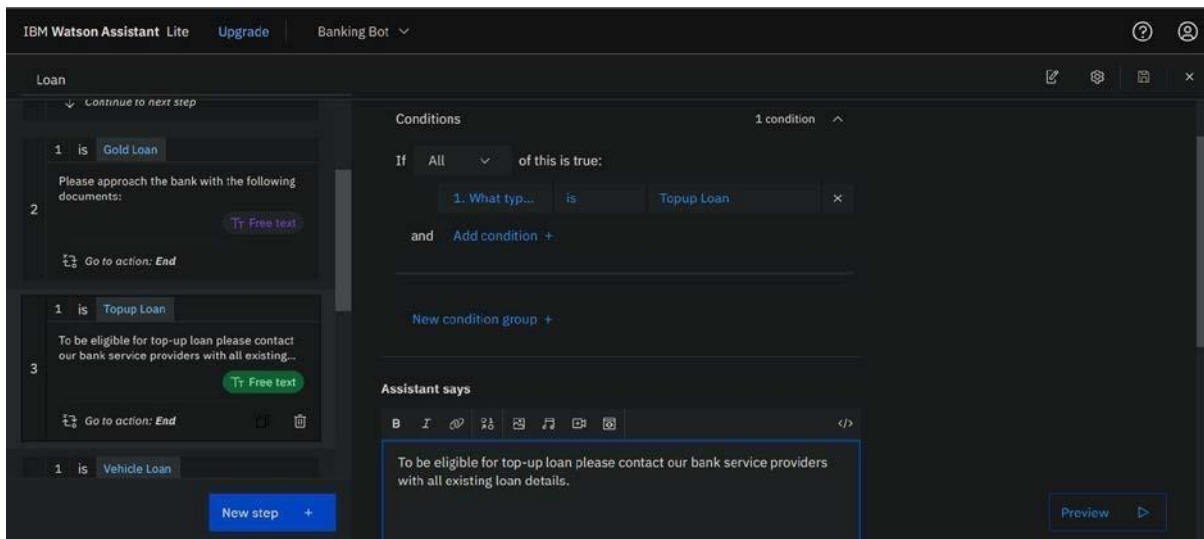 IBM Watson Assistant Lite Upgrade Banking Bot
Loan
Continue to next step
1 is Gold Loan
Please approach the bank with the following
documents:
2
Free text
Go to action: End
1 is Topup Loan
To be eligible for top-up loan please contact
our bank service providers with all existing...
3
Free text
Go to action: End
1 is Vehicle Loan
New step +
Conditions 1 condition
If All of this is true:
1. What typ... is Topup Loan
and Add condition +
New condition group +
Assistant says
B I
To be eligible for top-up loan please contact our bank service providers
with all existing loan details.
Preview